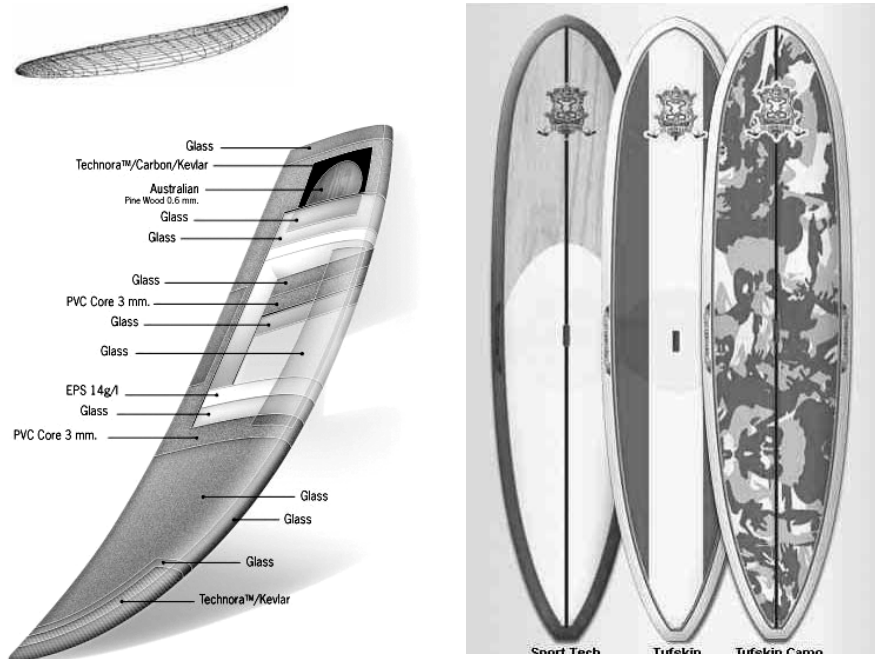 Glass
Technora™/Carbon/Kevlar
Australian
Pine Wood 0.6 mm.
Glass
Glass
Glass
PVC Core 3 mm.
Glass
Glass
EPS 14g/l
Glass
PVC Core 3 mm.
Glass
Glass
Glass
Technora™/Kevlar
Sport Tech
Tufskin
Tufskin Camo